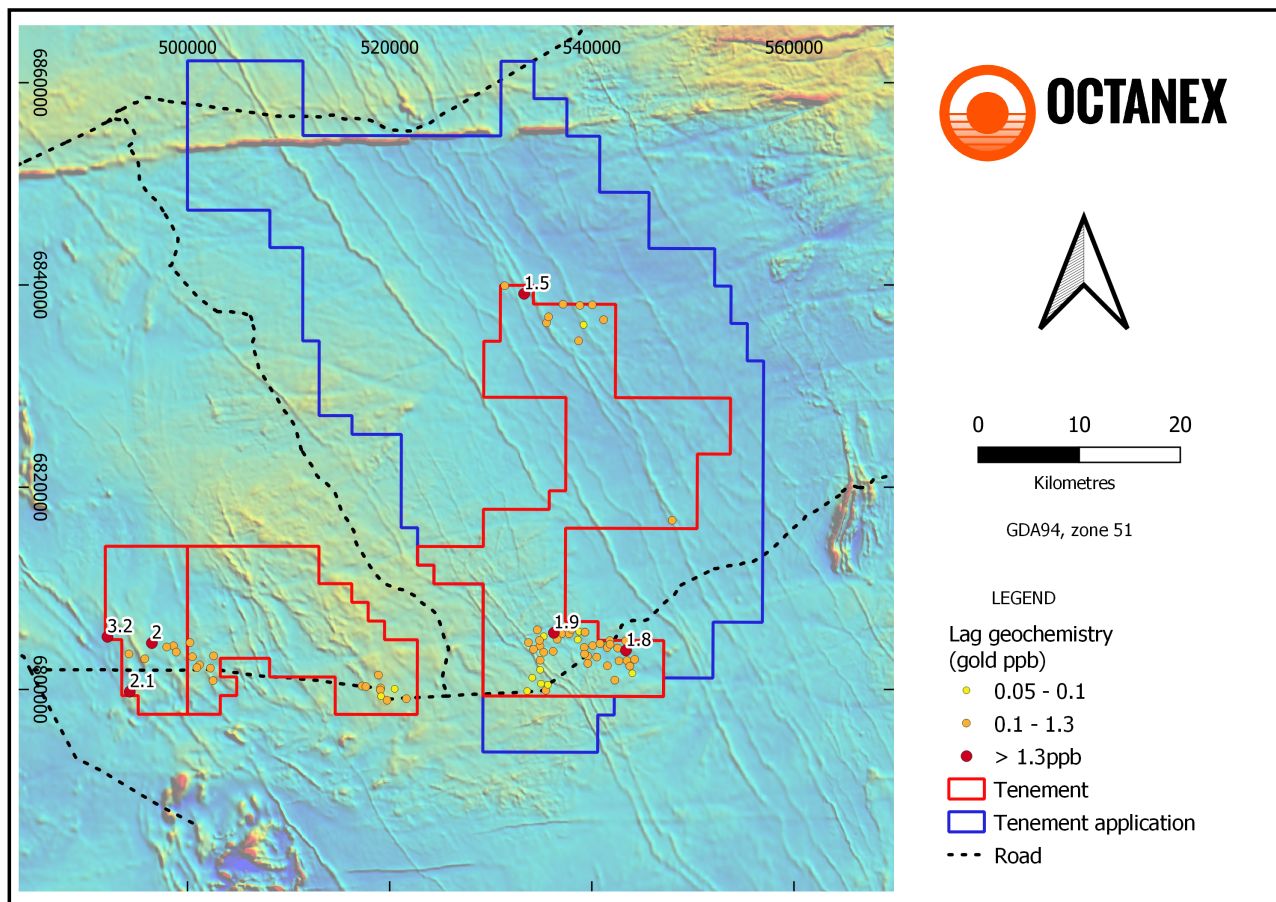 500000
520000
540000
560000
6860000
6840000
6820000
6800000
1.5
3.2
2
2.1
1.9
1.8
OCTANEX
0
10
20
Kilometres
GDA94, zone 51
LEGEND
Lag geochemistry
(gold ppb)
0.05 - 0.1
0.1 - 1.3
> 1.3ppb
Tenement
Tenement application
Road